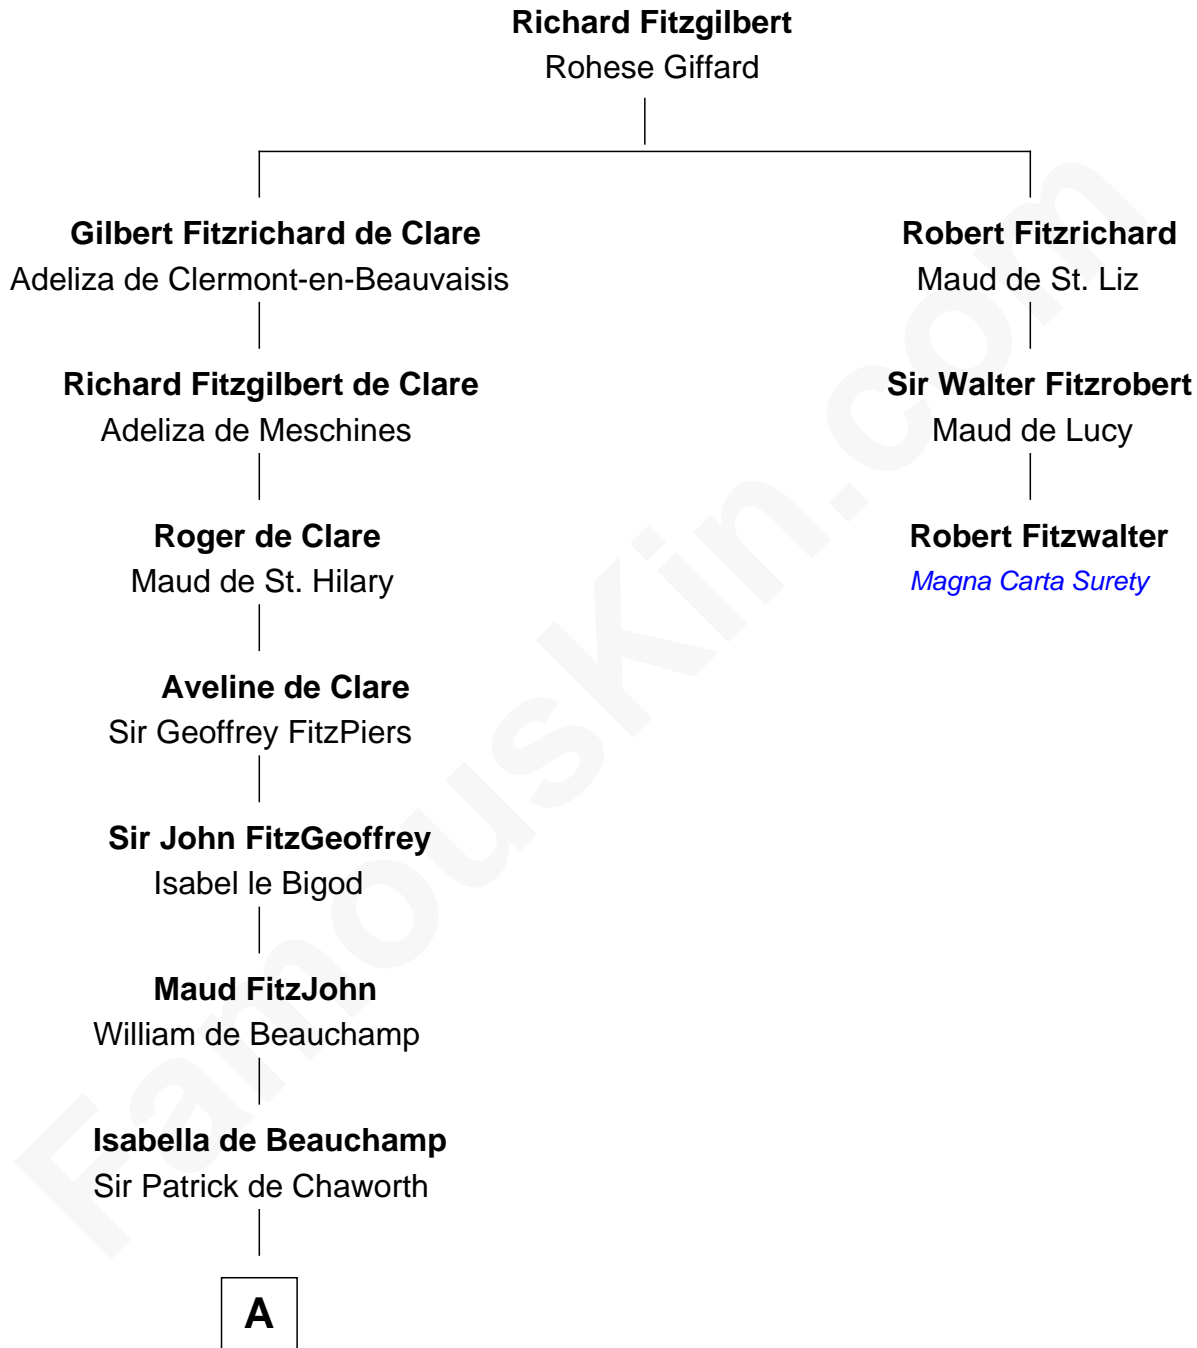 Richard Fitzgilbert
Rohese Giffard
Gilbert Fitzrichard de Clare
Adeliza de Clermont-en-Beauvaisis
Robert Fitzrichard
Maud de St. Liz
Richard Fitzgilbert de Clare
Adeliza de Meschines
Sir Walter Fitzrobert
Maud de Lucy
Roger de Clare
Maud de St. Hilary
Robert Fitzwalter
Magna Carta Surety
Aveline de Clare
Sir Geoffrey FitzPiers
Sir John FitzGeoffrey
Isabel le Bigod
Maud FitzJohn
William de Beauchamp
Isabella de Beauchamp
Sir Patrick de Chaworth
A
FamousKin.com